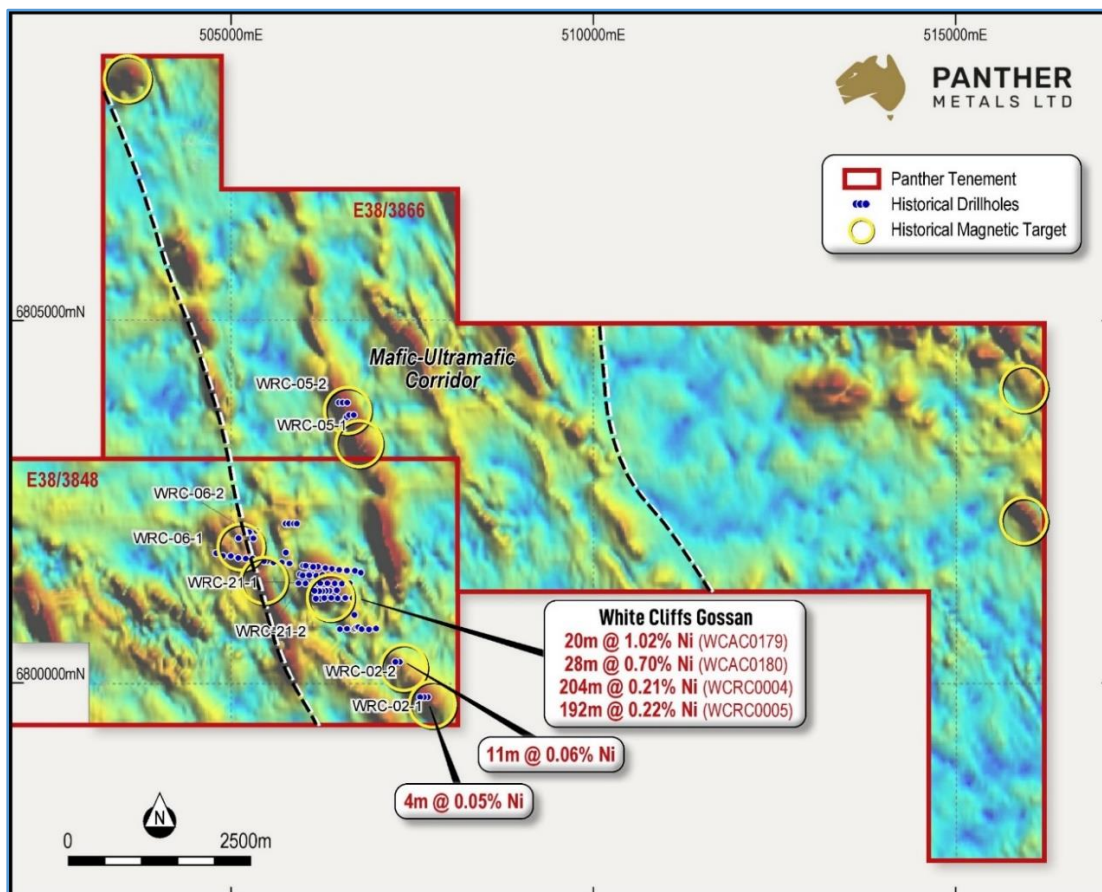 505000mE
510000mE
515000mE
PANTHER
METALS LTD
Panther Tenement
Historical Drillholes
Historical Magnetic Target
E38/3866
6805000mN
Mafic-Ultramafic
Corridor
WRC-05-2
WRC-05-1
E38/3848
WRC-06-2
WRC-06-1
WRC-21-1
WRC-21-2
White Cliffs Gossan
20m @ 1.02% Ni (WCAC0179)
28m @ 0.70% Ni (WCAC0180)
204m @ 0.21% Ni (WCRC0004)
192m @ 0.22% Ni (WCRC0005)
6800000mN
WRC-02-2
WRC-02-1
11m @ 0.06% Ni
4m @ 0.05% Ni
N
0
2500m